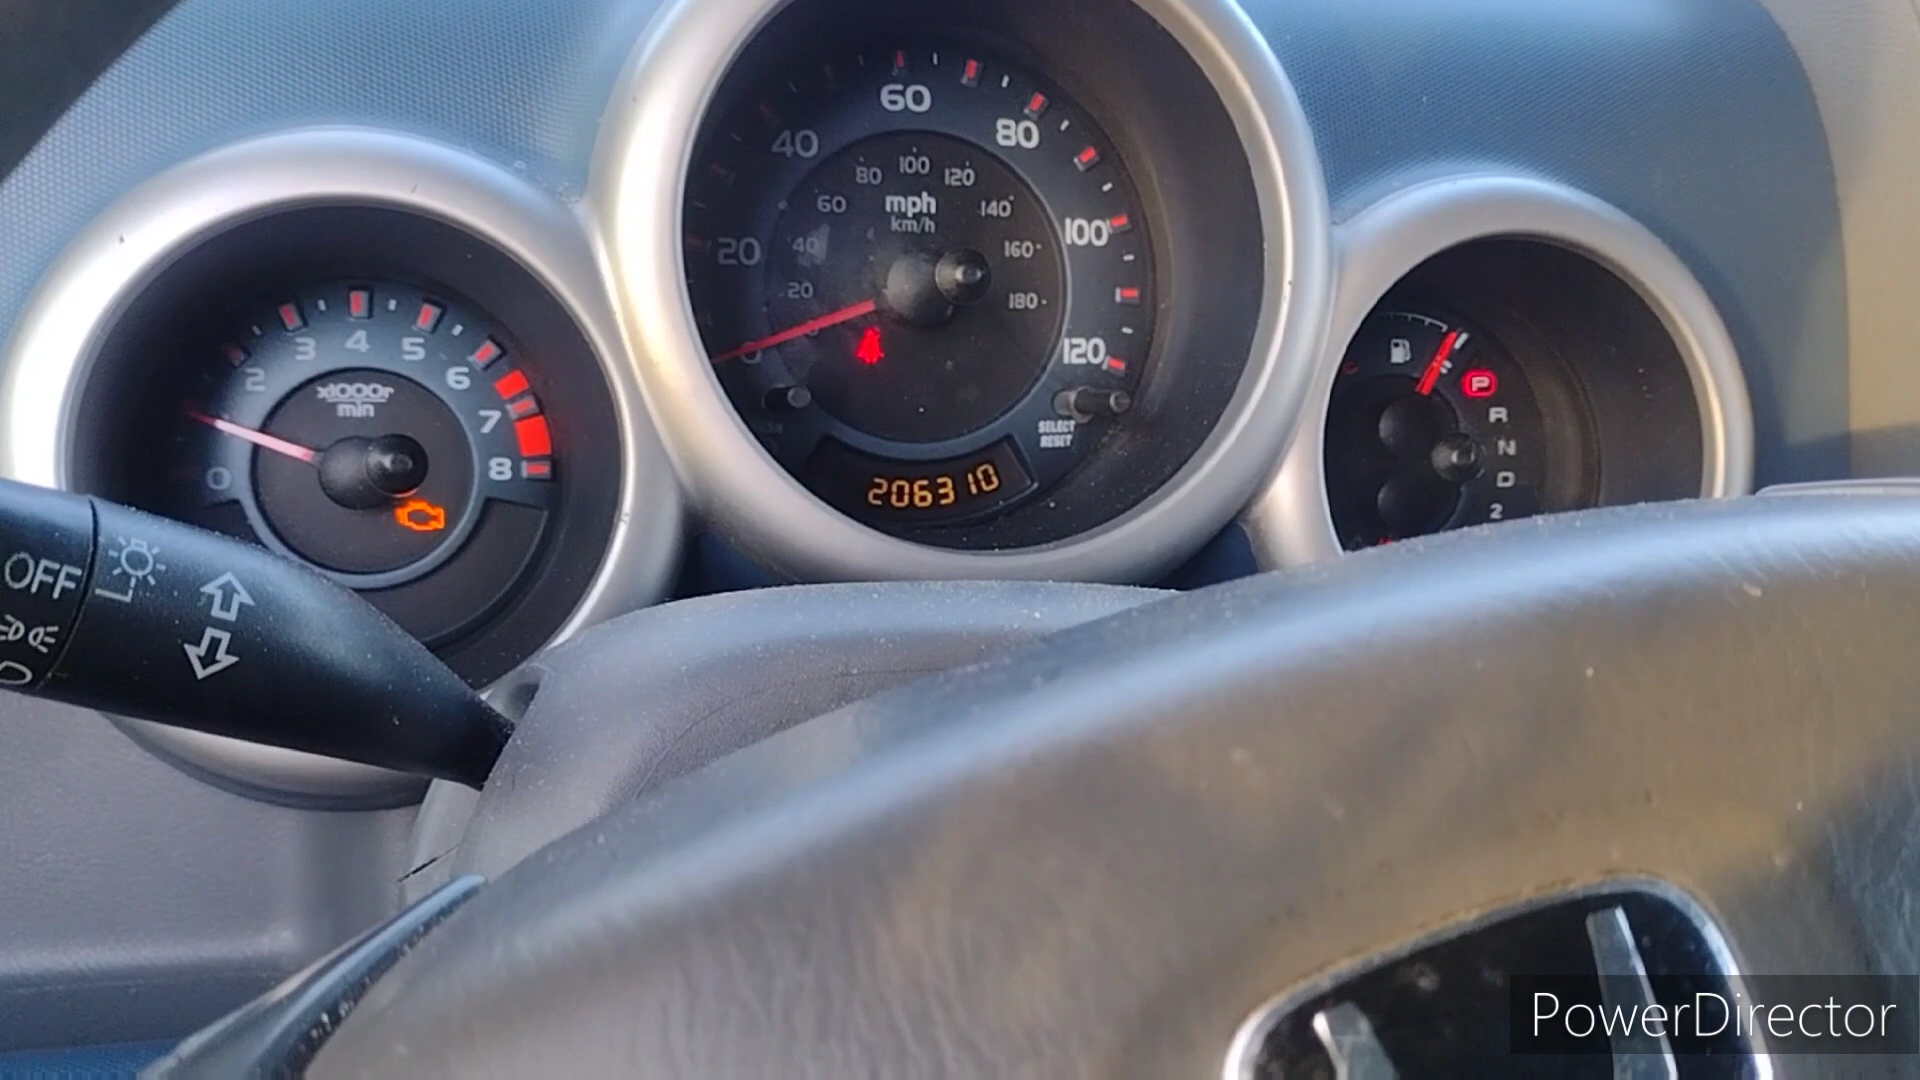 60
40
80
80 100 120
60 mph 140
km/h
20 40 160 100
20 180
0 120
SELECT
RESET
206310
3 4 5
2 6
x1000r
min
7
0 8
P
R
N
D
2
OFF
PowerDirector